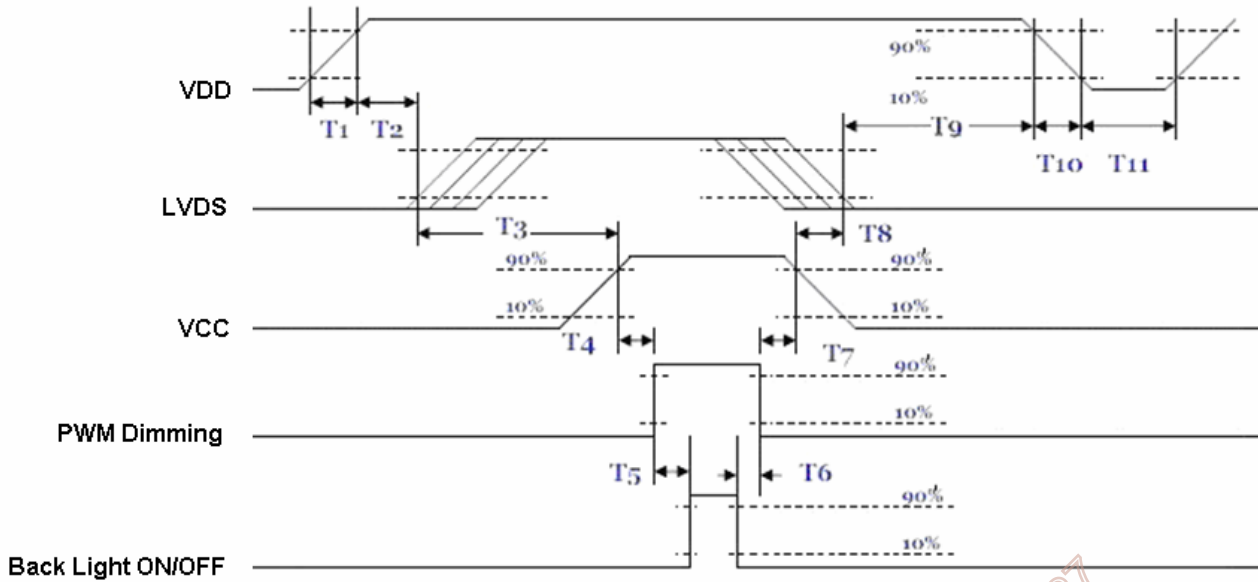 90%
VDD
10%
T1 T2 T9 T10 T11
LVDS
T3 T8
90% 90%
10% 10%
VCC
T4 T7
90%
10%
PWM Dimming
T5 T6
90%
10%
Back Light ON/OFF